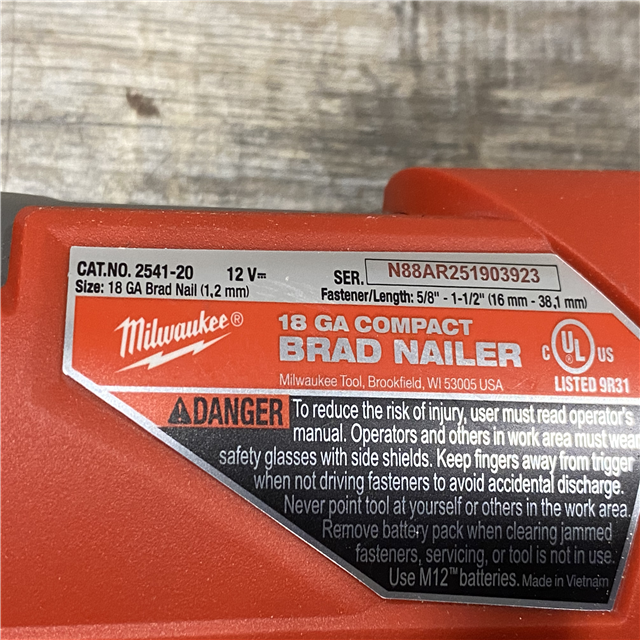 CAT.NO. 2541-20 12 V⎓ SER. N88AR251903923
Size: 18 GA Brad Nail (1,2 mm) Fastener/Length: 5/8" - 1-1/2" (16 mm - 38,1 mm)
Milwaukee®
18 GA COMPACT
BRAD NAILER
Milwaukee Tool, Brookfield, WI 53005 USA
C UL® US
LISTED 9R31
⚠DANGER To reduce the risk of injury, user must read operator's
manual. Operators and others in work area must wear
safety glasses with side shields. Keep fingers away from trigger
when not driving fasteners to avoid accidental discharge.
Never point tool at yourself or others in the work area.
Remove battery pack when clearing jammed
fasteners, servicing, or tool is not in use.
Use M12™ batteries. Made in Vietnam